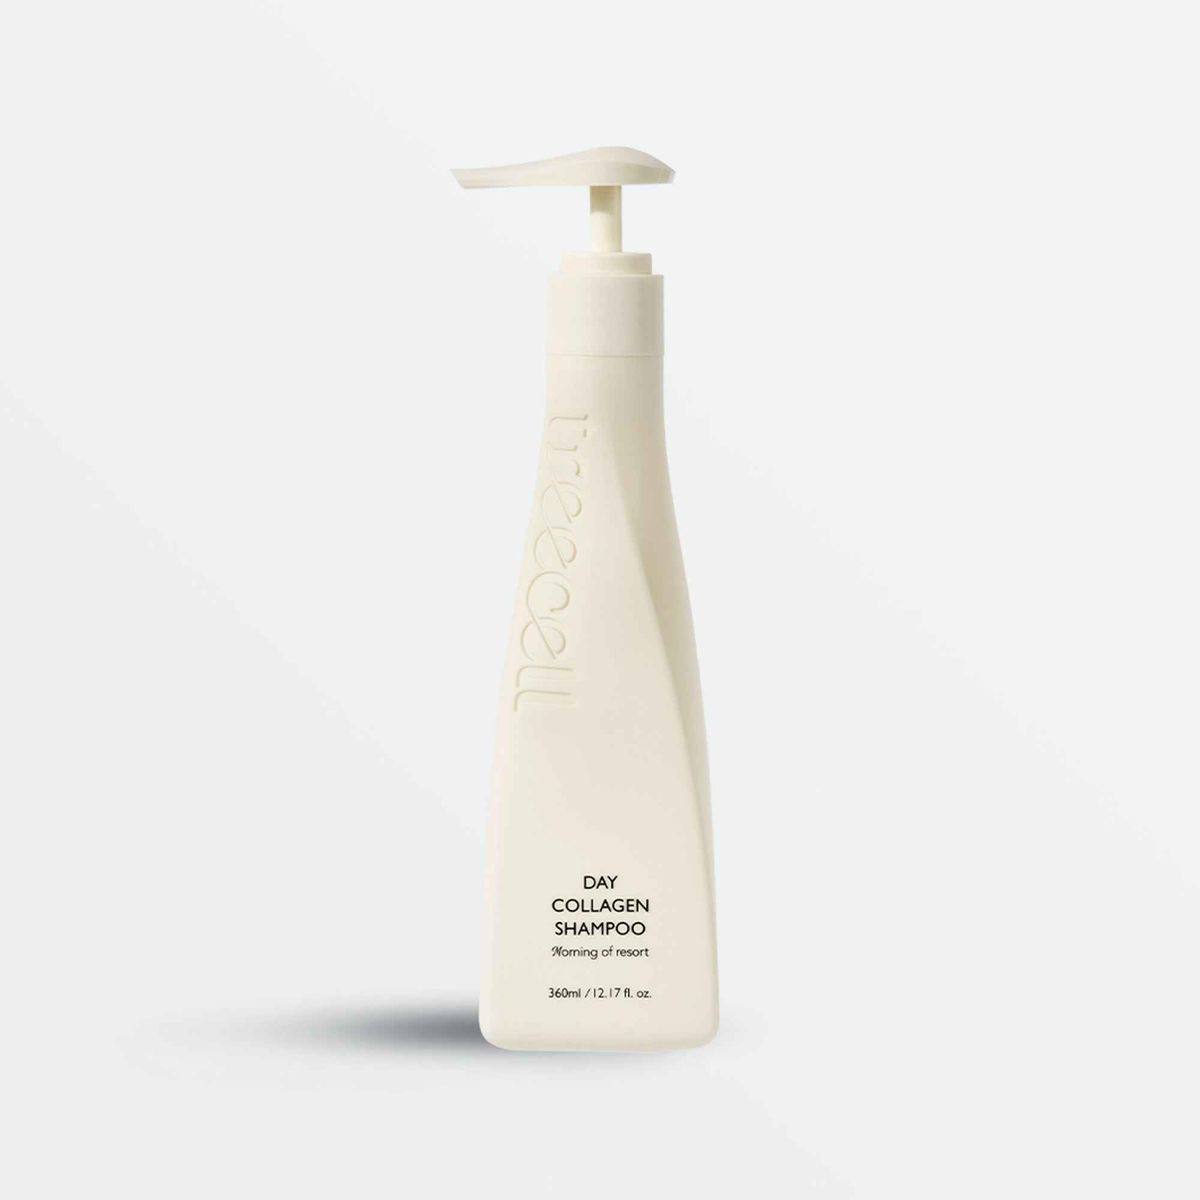 treecell
DAY
COLLAGEN
SHAMPOO
Morning of resort
360ml / 12.17 fl. oz.